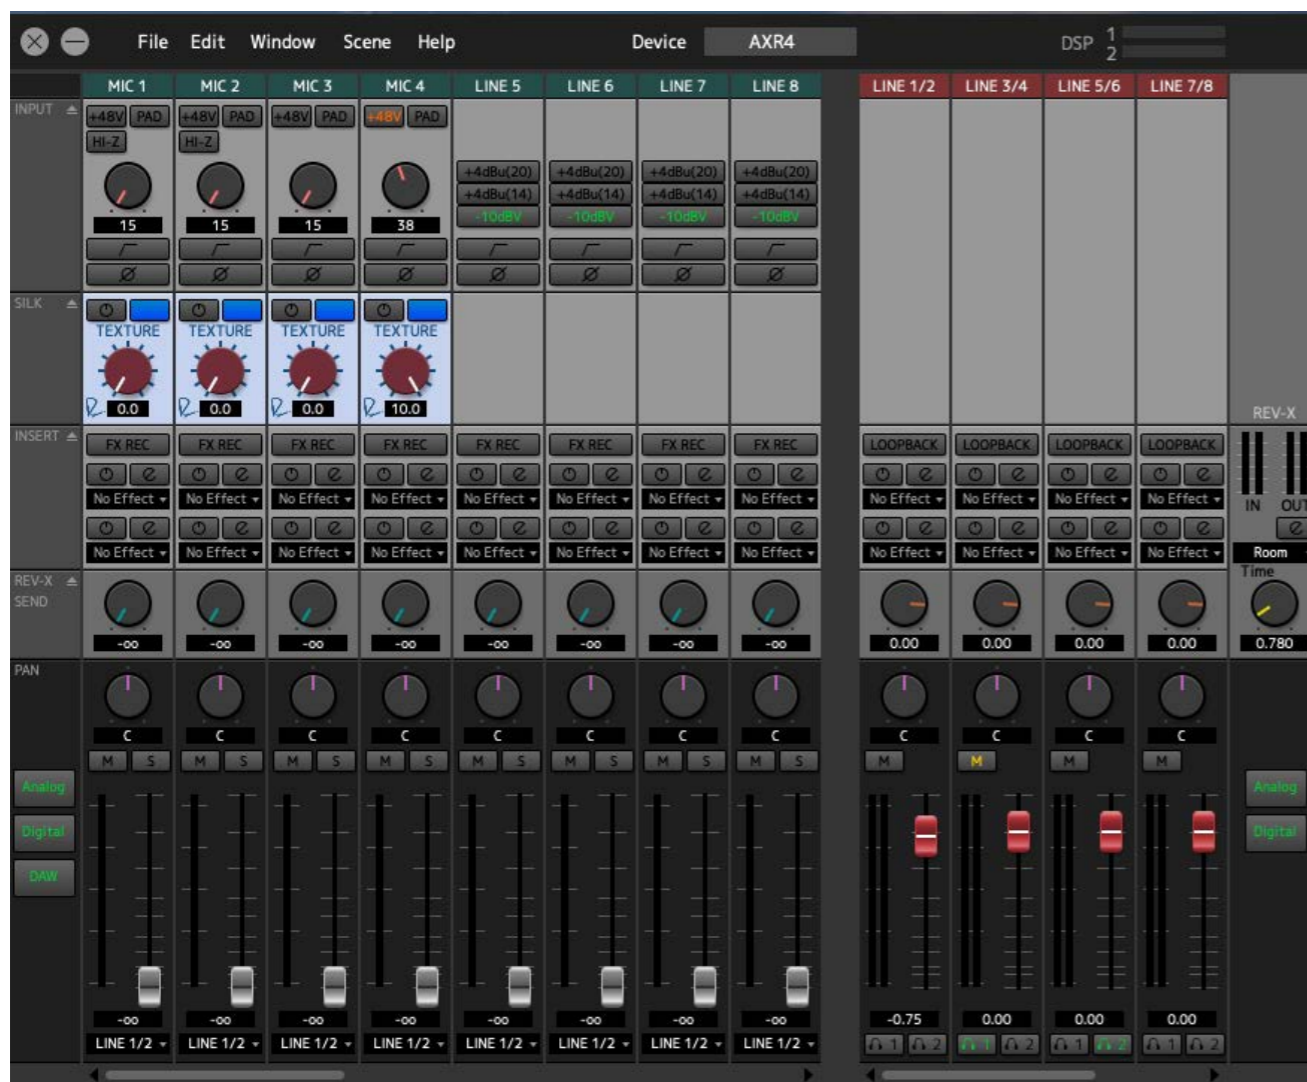 File Edit Window Scene Help Device AXR4 DSP 1
2
MIC 1 MIC 2 MIC 3 MIC 4 LINE 5 LINE 6 LINE 7 LINE 8 LINE 1/2 LINE 3/4 LINE 5/6 LINE 7/8
INPUT +48V PAD +48V PAD +48V PAD +48V PAD
HI-Z HI-Z
+4dBu(20) +4dBu(20) +4dBu(20) +4dBu(20)
+4dBu(14) +4dBu(14) +4dBu(14) +4dBu(14)
-10dBV -10dBV -10dBV -10dBV
15 15 15 38
Ø Ø Ø Ø Ø Ø Ø Ø
SILK
TEXTURE TEXTURE TEXTURE TEXTURE
0.0 0.0 0.0 10.0
REV-X
INSERT FX REC FX REC FX REC FX REC FX REC FX REC FX REC FX REC LOOPBACK LOOPBACK LOOPBACK LOOPBACK
No Effect No Effect No Effect No Effect No Effect No Effect No Effect No Effect No Effect No Effect No Effect No Effect
IN OUT
No Effect No Effect No Effect No Effect No Effect No Effect No Effect No Effect No Effect No Effect No Effect No Effect Room
REV-X Time
SEND
-∞ -∞ -∞ -∞ -∞ -∞ -∞ -∞ 0.00 0.00 0.00 0.00 0.780
PAN
C C C C C C C C C C C C
M S M S M S M S M S M S M S M S M M M M
Analog Analog
Digital Digital
DAW
-∞ -∞ -∞ -∞ -∞ -∞ -∞ -∞ -0.75 0.00 0.00 0.00
LINE 1/2 LINE 1/2 LINE 1/2 LINE 1/2 LINE 1/2 LINE 1/2 LINE 1/2 LINE 1/2 1 2 1 2 1 2 1 2